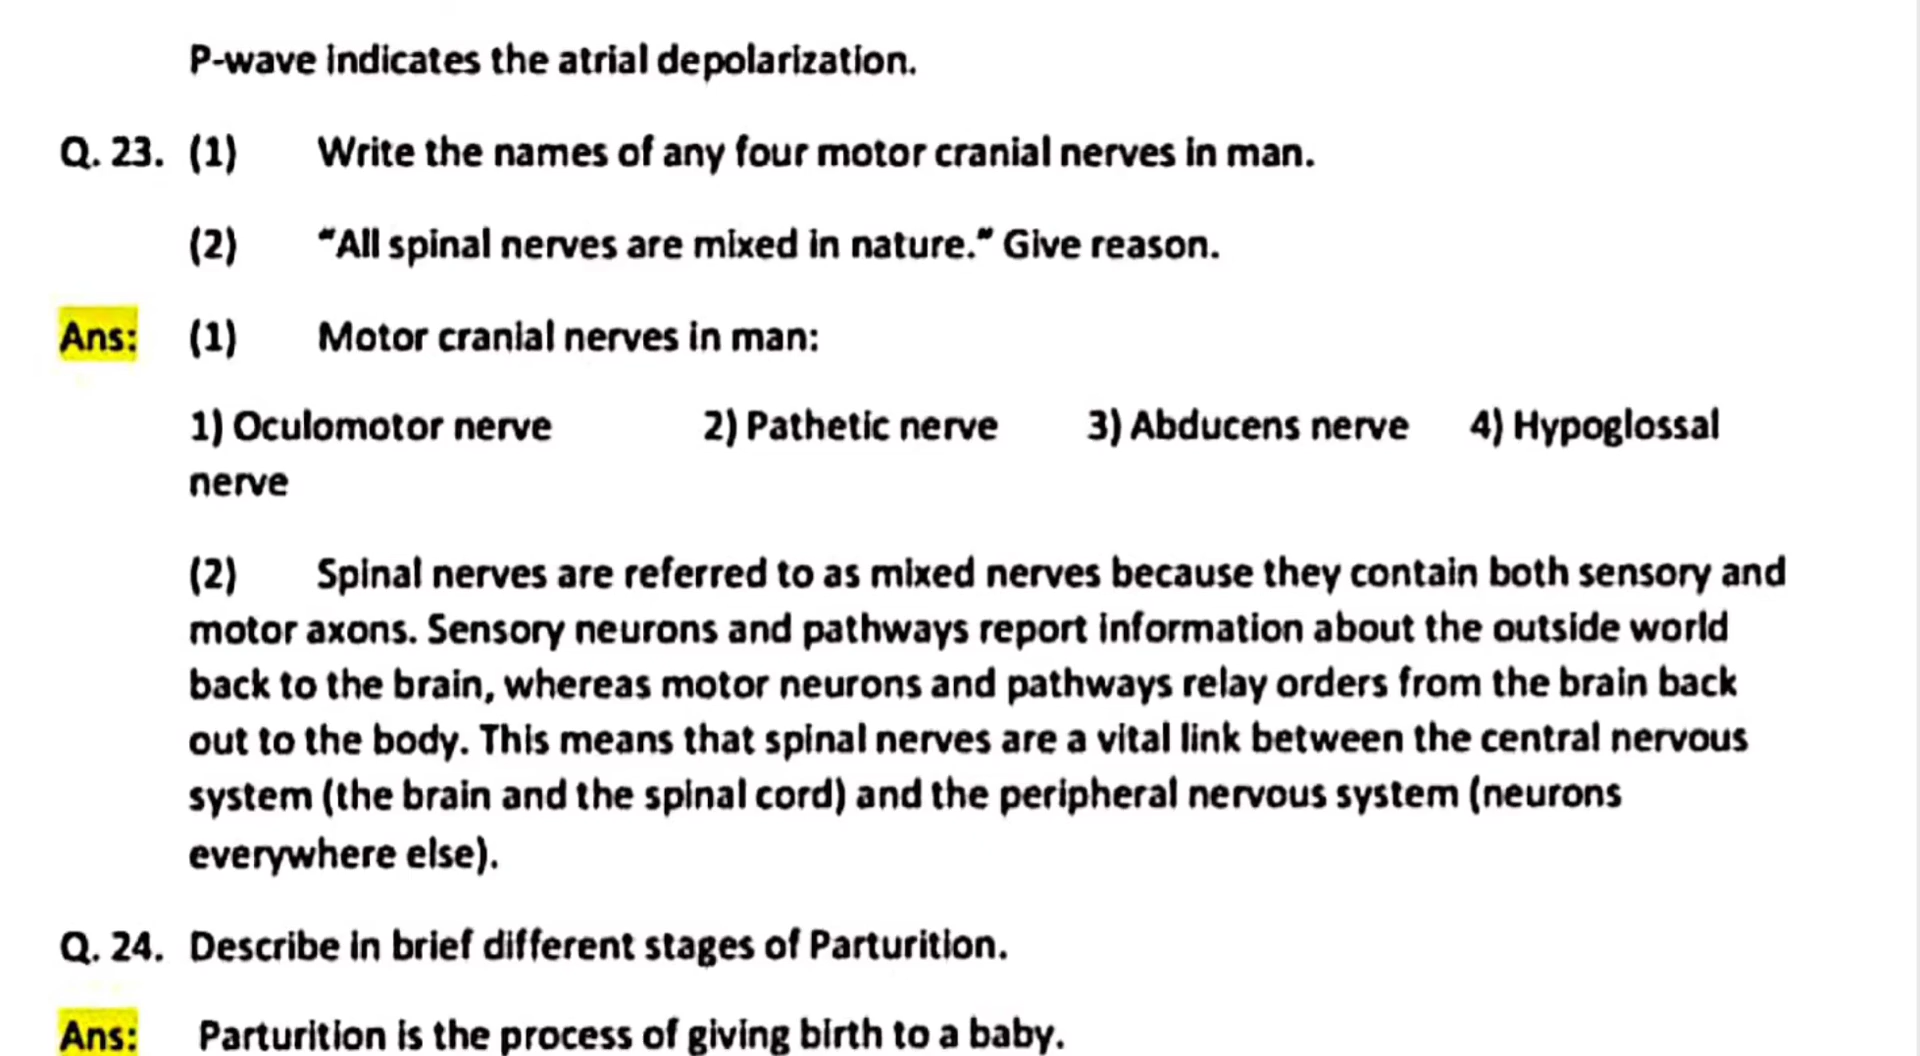 P-wave indicates the atrial depolarization.
Q. 23. (1) Write the names of any four motor cranial nerves in man.
(2) “All spinal nerves are mixed in nature.” Give reason.
Ans: (1) Motor cranial nerves in man:
1) Oculomotor nerve 2) Pathetic nerve 3) Abducens nerve 4) Hypoglossal
nerve
(2) Spinal nerves are referred to as mixed nerves because they contain both sensory and
motor axons. Sensory neurons and pathways report information about the outside world
back to the brain, whereas motor neurons and pathways relay orders from the brain back
out to the body. This means that spinal nerves are a vital link between the central nervous
system (the brain and the spinal cord) and the peripheral nervous system (neurons
everywhere else).
Q. 24. Describe in brief different stages of Parturition.
Ans: Parturition is the process of giving birth to a baby.